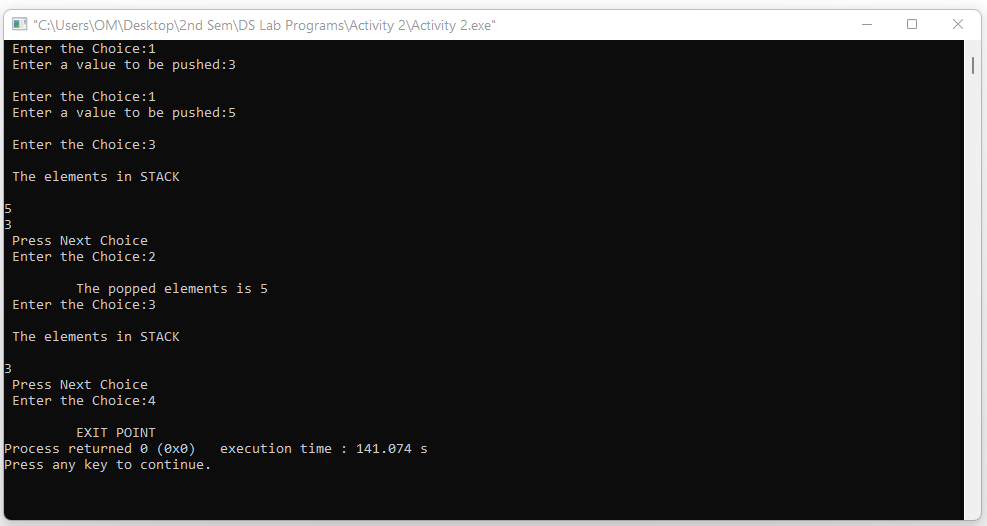 "C:\Users\OM\Desktop\2nd Sem\DS Lab Programs\Activity 2\Activity 2.exe"
Enter the Choice:1
Enter a value to be pushed:3
Enter the Choice:1
Enter a value to be pushed:5
Enter the Choice:3
The elements in STACK
5
3
Press Next Choice
Enter the Choice:2
The popped elements is 5
Enter the Choice:3
The elements in STACK
3
Press Next Choice
Enter the Choice:4
EXIT POINT
Process returned 0 (0x0)   execution time : 141.074 s
Press any key to continue.